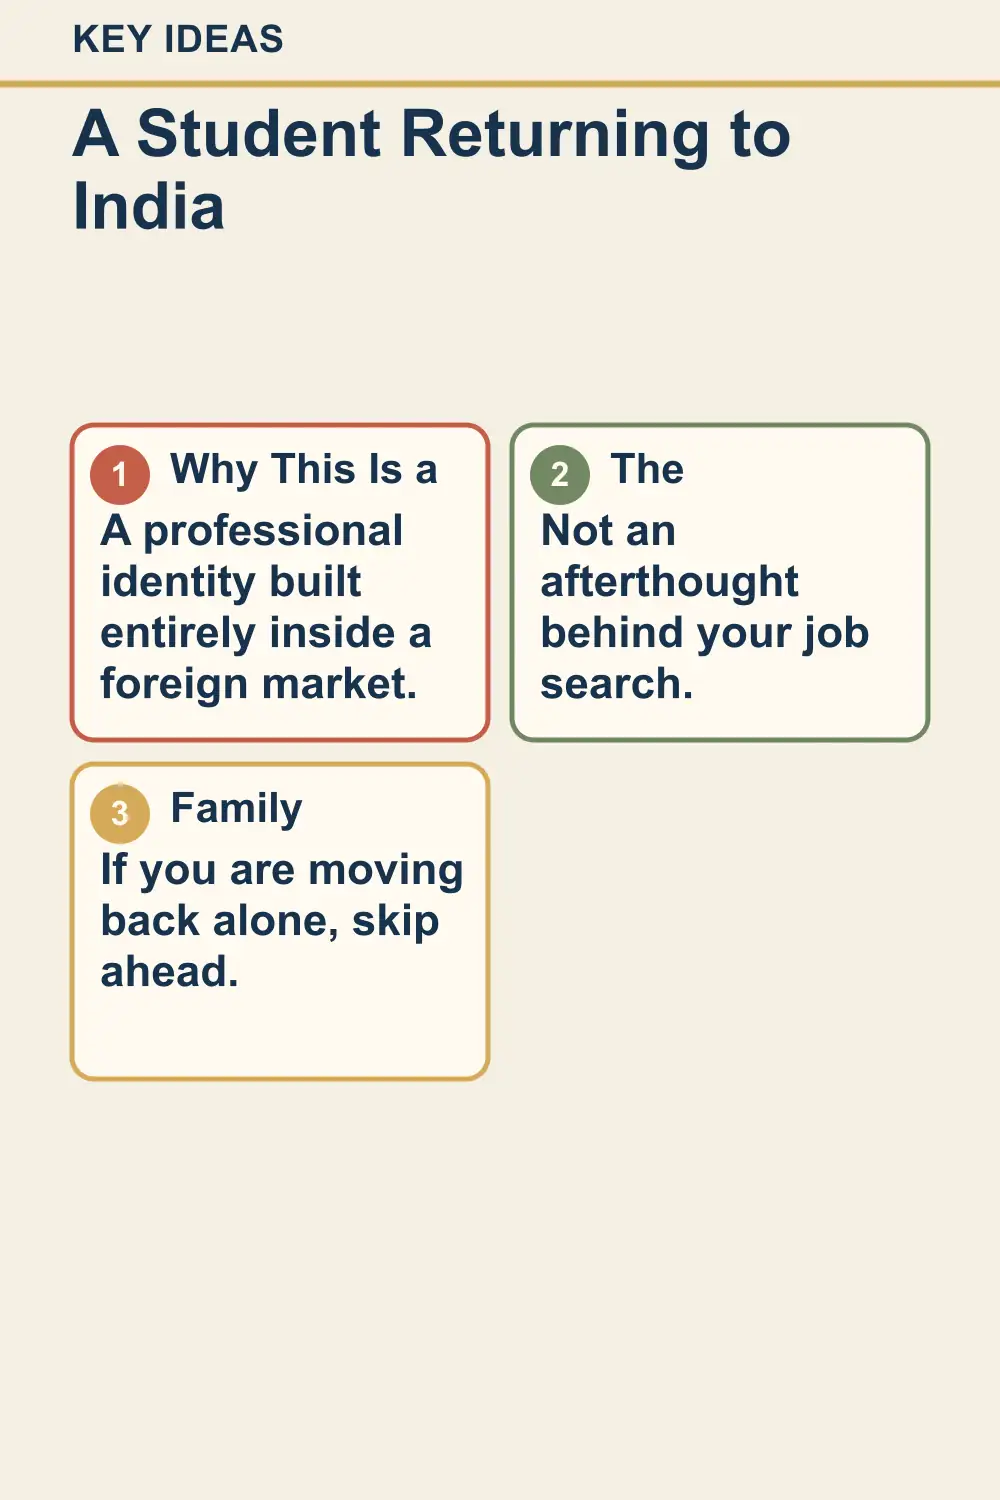 KEY IDEAS
A Student Returning to
India
1 Why This Is a
A professional
identity built
entirely inside a
foreign market.
2 The
Not an
afterthought
behind your job
search.
3 Family
If you are moving
back alone, skip
ahead.